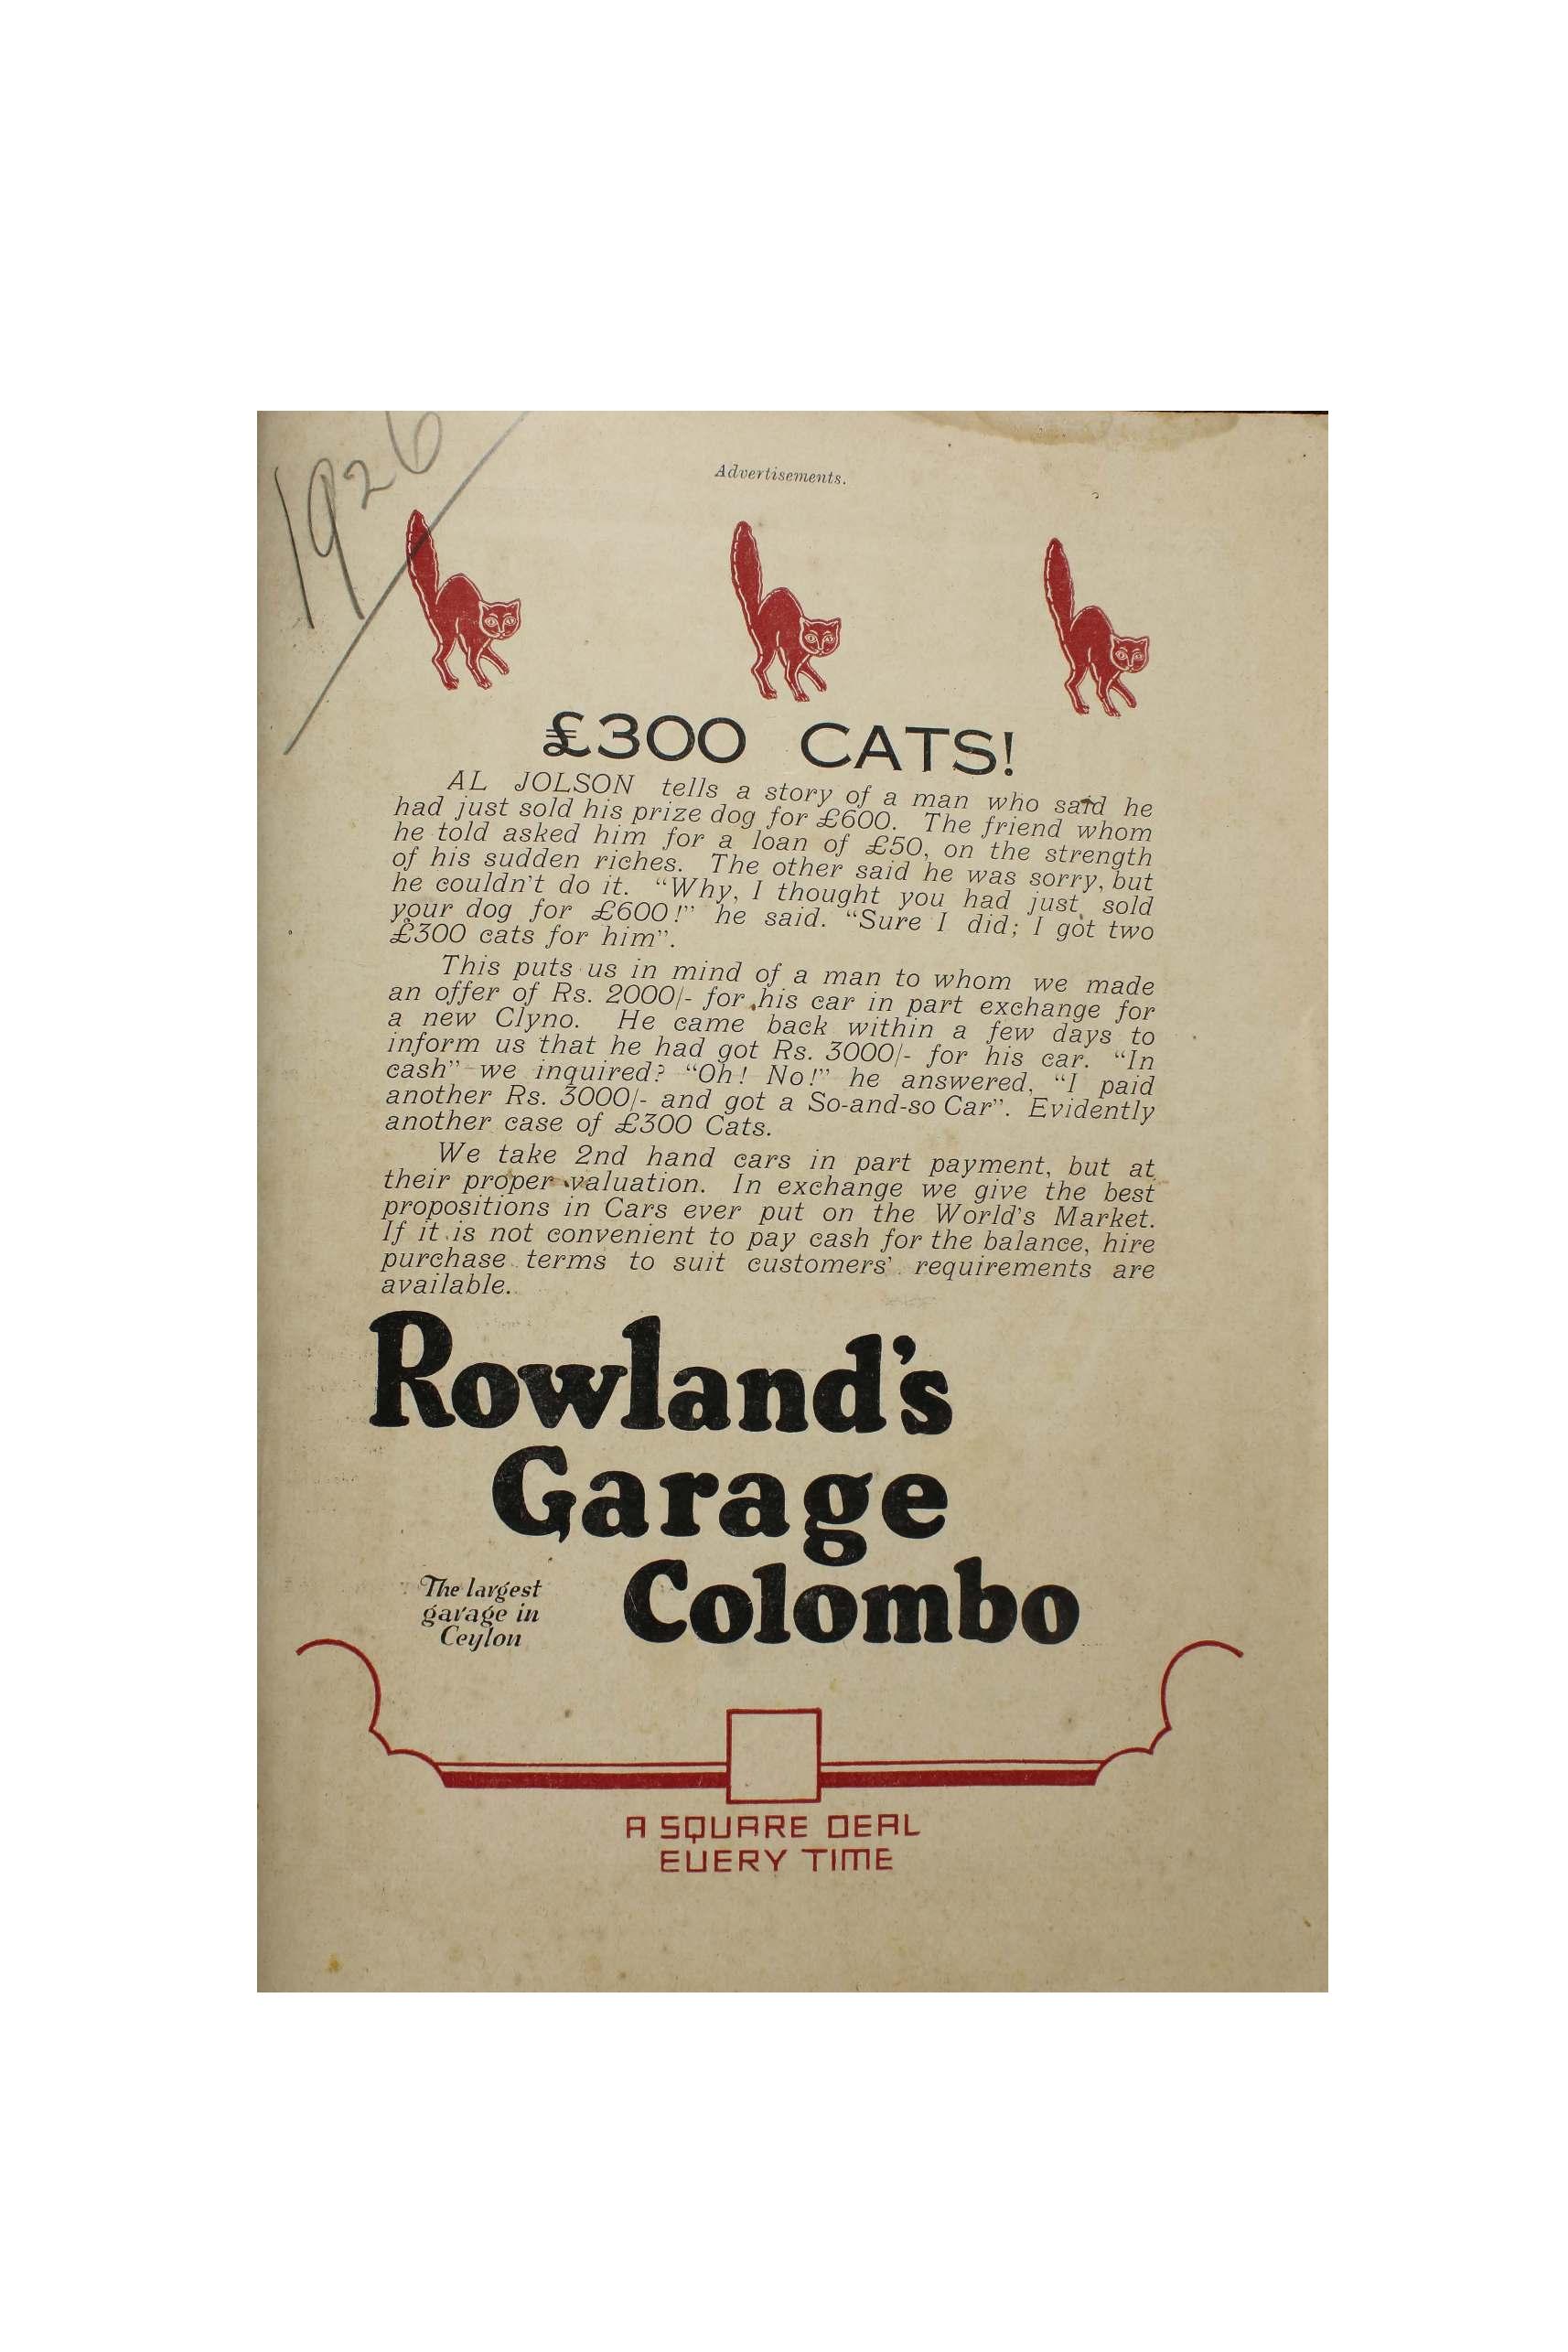 1926
Advertisements.
£300 CATS!
AL JOLSON tells a story of a man who said he
had just sold his prize dog for £600. The friend whom
he told asked him for a loan of £50, on the strength
of his sudden riches. The other said he was sorry, but
he couldn't do it. “Why, I thought you had just sold
your dog for £600!” he said. “Sure I did; I got two
£300 cats for him”.
This puts us in mind of a man to whom we made
an offer of Rs. 2000/- for his car in part exchange for
a new Clyno. He came back within a few days to
inform us that he had got Rs. 3000/- for his car. “In
cash” we inquired? “Oh! No!” he answered, “I paid
another Rs. 3000/- and got a So-and-so Car”. Evidently
another case of £300 Cats.
We take 2nd hand cars in part payment, but at
their proper valuation. In exchange we give the best
propositions in Cars ever put on the World's Market.
If it is not convenient to pay cash for the balance, hire
purchase terms to suit customers' requirements are
available.
Rowland's
Garage
Colombo
The largest
garage in
Ceylon
A SQUARE DEAL
EVERY TIME